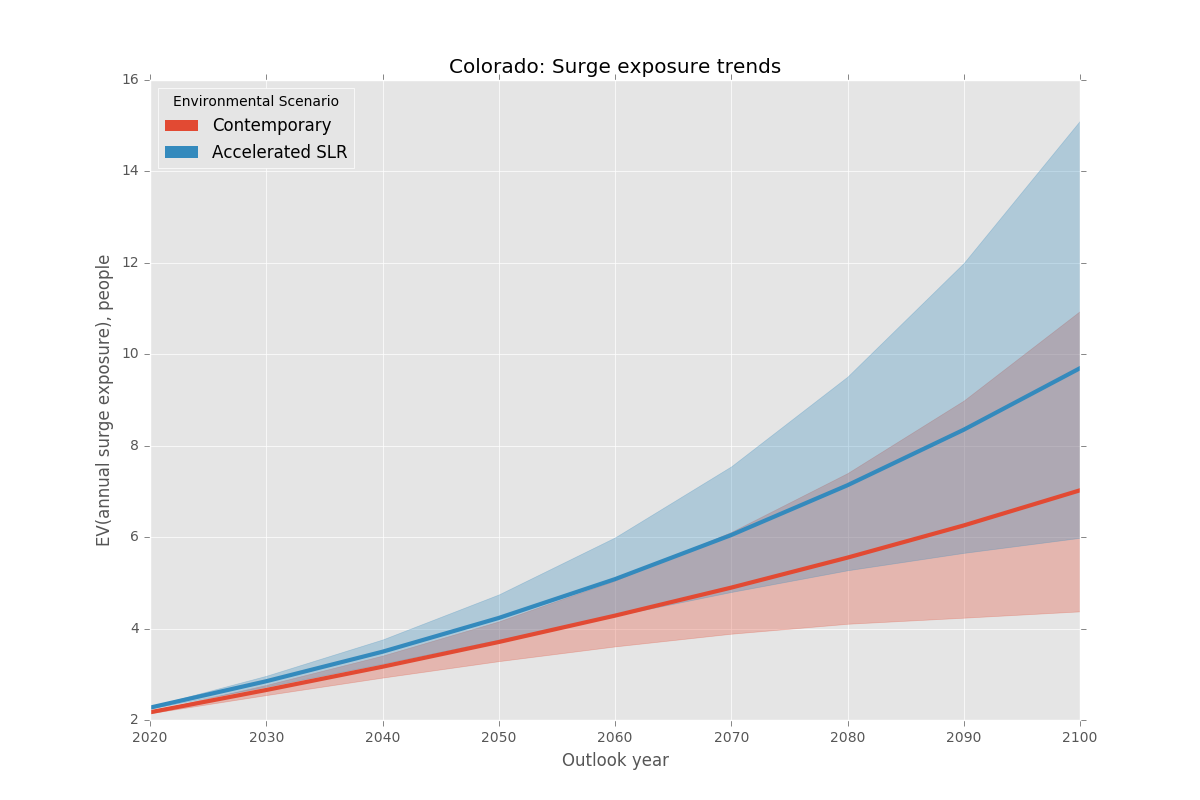 Colorado: Surge exposure trends
Environmental Scenario
Contemporary
Accelerated SLR
EV(annual surge exposure), people
16
14
12
10
8
6
4
2
2020 2030 2040 2050 2060 2070 2080 2090 2100
Outlook year